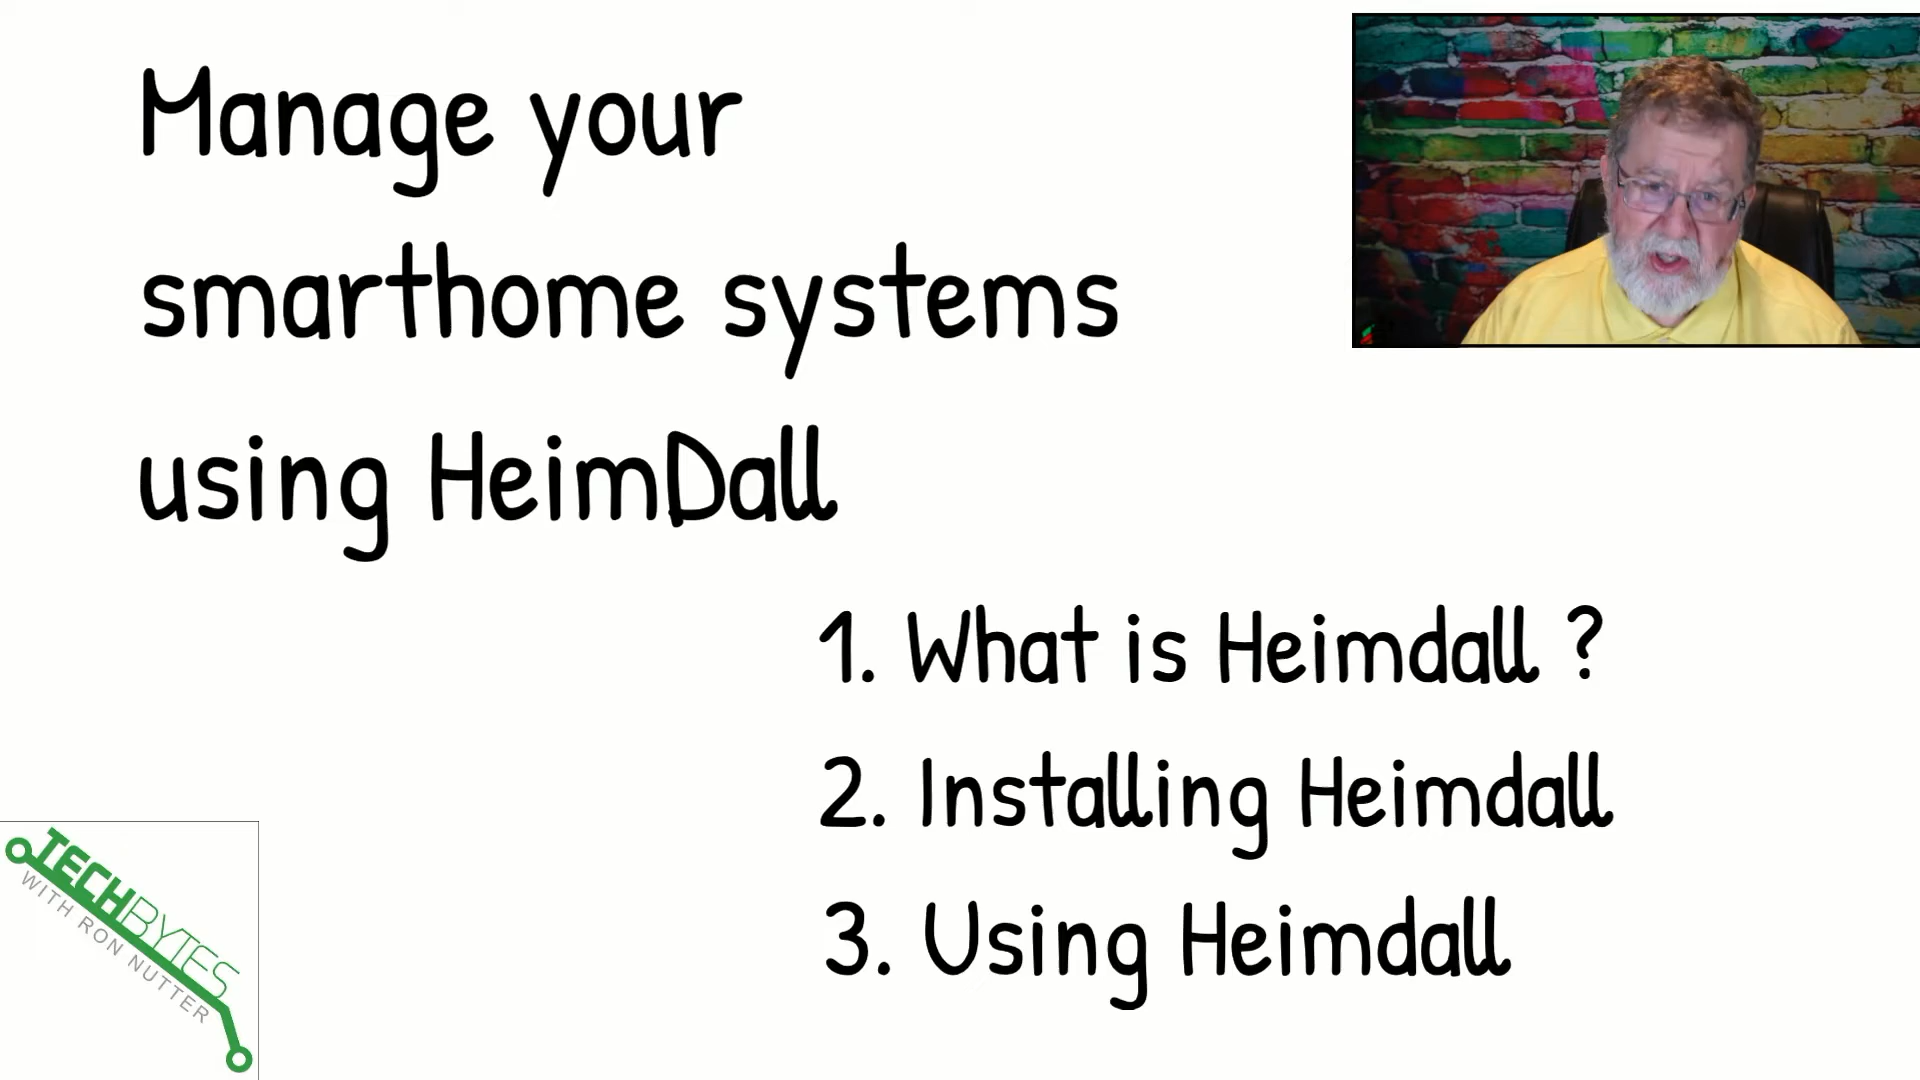 Manage your
smarthome systems
using HeimDall
1. What is Heimdall ?
2. Installing Heimdall
3. Using Heimdall
TECHBYTES
WITH RON NUTTER